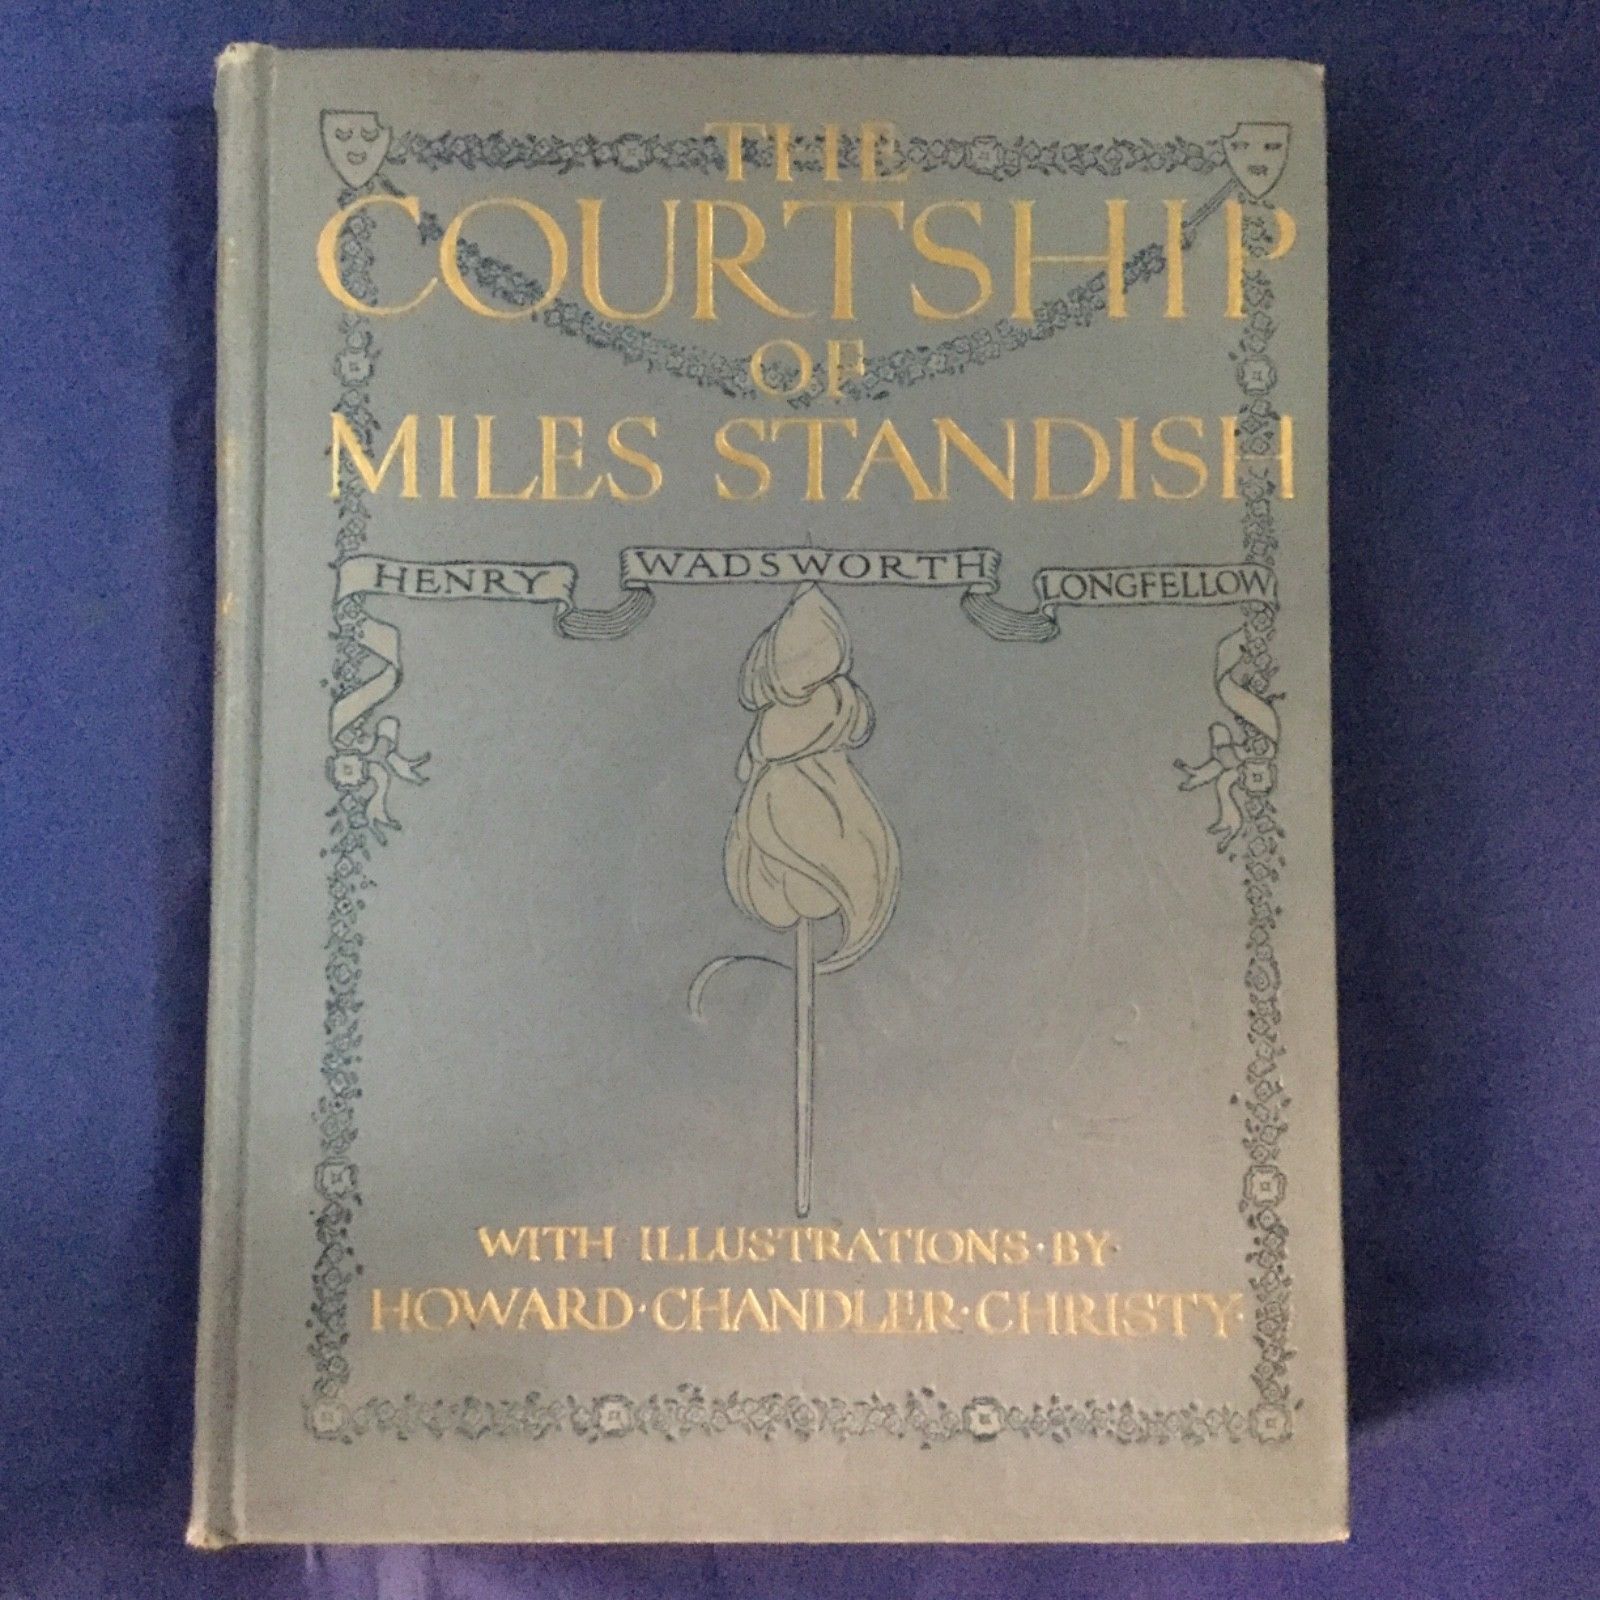 THE
COURTSHIP
OF
MILES STANDISH
HENRY WADSWORTH LONGFELLOW
WITH ILLUSTRATIONS · BY
HOWARD · CHANDLER · CHRISTY ·